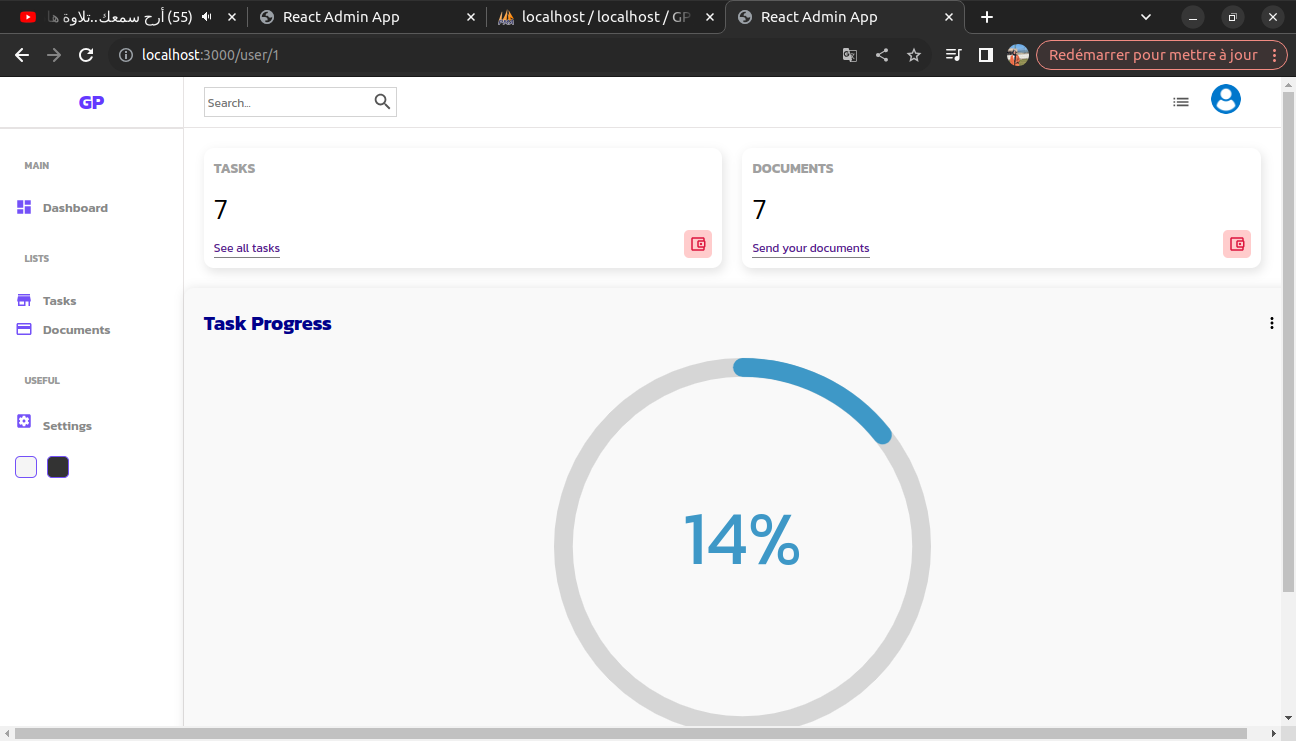 (55) أرح سمعك..تلاوة ها
React Admin App
localhost / localhost / GP
React Admin App
localhost:3000/user/1
Redémarrer pour mettre à jour
GP
Search...
MAIN
Dashboard
LISTS
Tasks
Documents
USEFUL
Settings
TASKS
7
See all tasks
DOCUMENTS
7
Send your documents
Task Progress
14%